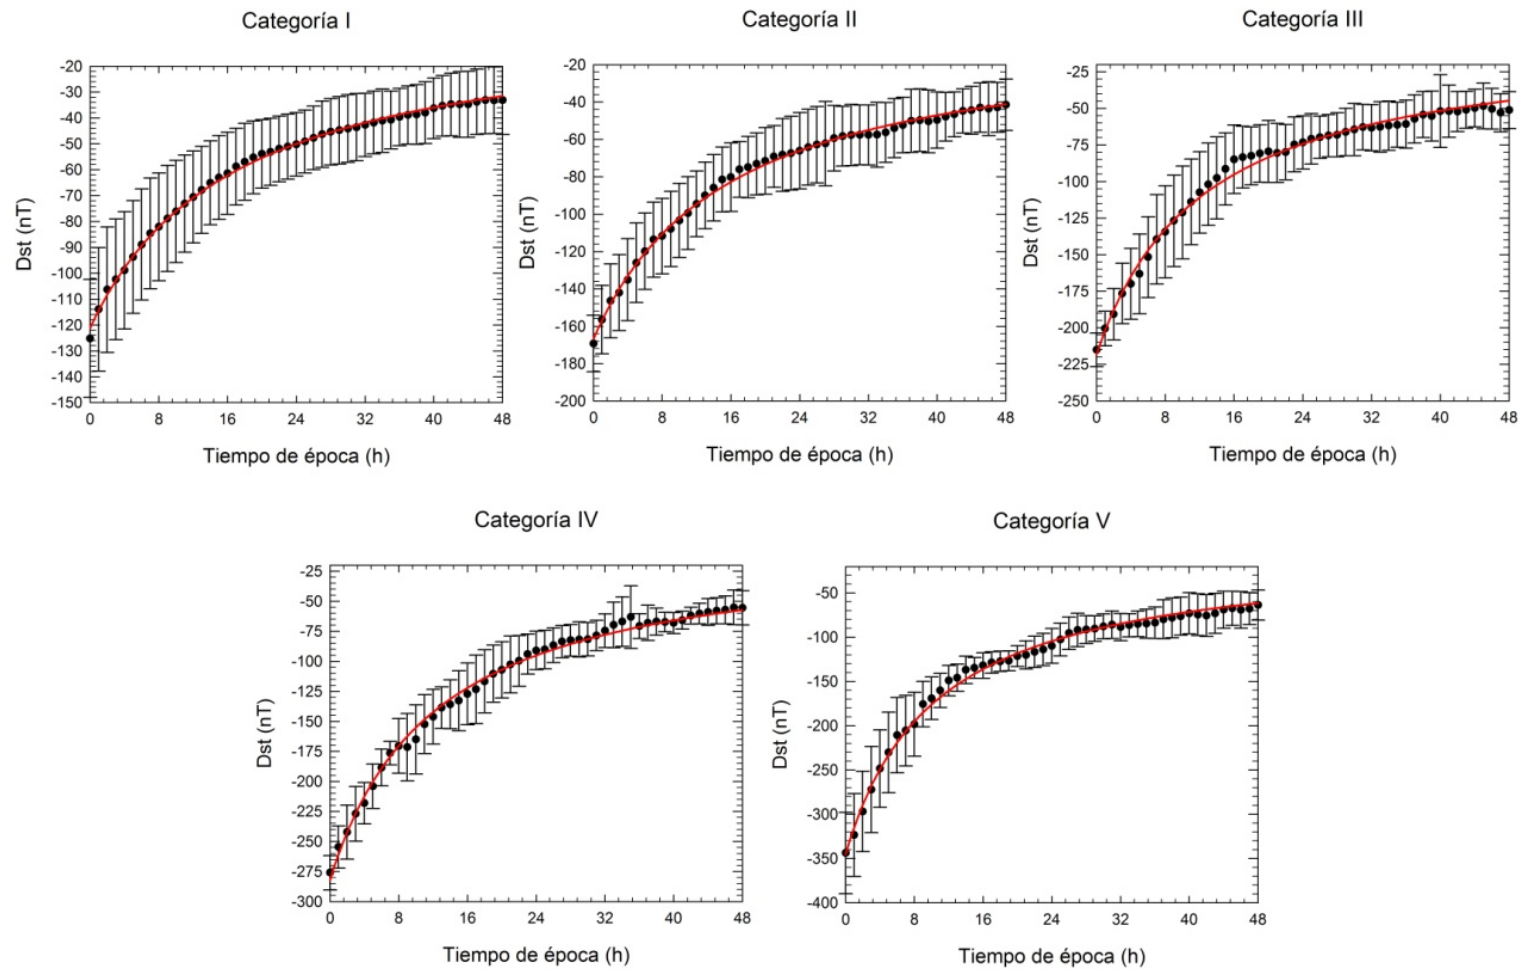 Categoría I
Categoría II
Categoría III
-20
-30
-40
-50
-60
-70
-80
-90
-100
-110
-120
-130
-140
-150
Dst (nT)
0 8 16 24 32 40 48
Tiempo de época (h)
-20
-40
-60
-80
-100
-120
-140
-160
-180
-200
Dst (nT)
0 8 16 24 32 40 48
Tiempo de época (h)
-25
-50
-75
-100
-125
-150
-175
-200
-225
-250
Dst (nT)
0 8 16 24 32 40 48
Tiempo de época (h)
Categoría IV
Categoría V
-25
-50
-75
-100
-125
-150
-175
-200
-225
-250
-275
-300
Dst (nT)
0 8 16 24 32 40 48
Tiempo de época (h)
-50
-100
-150
-200
-250
-300
-350
-400
Dst (nT)
0 8 16 24 32 40 48
Tiempo de época (h)